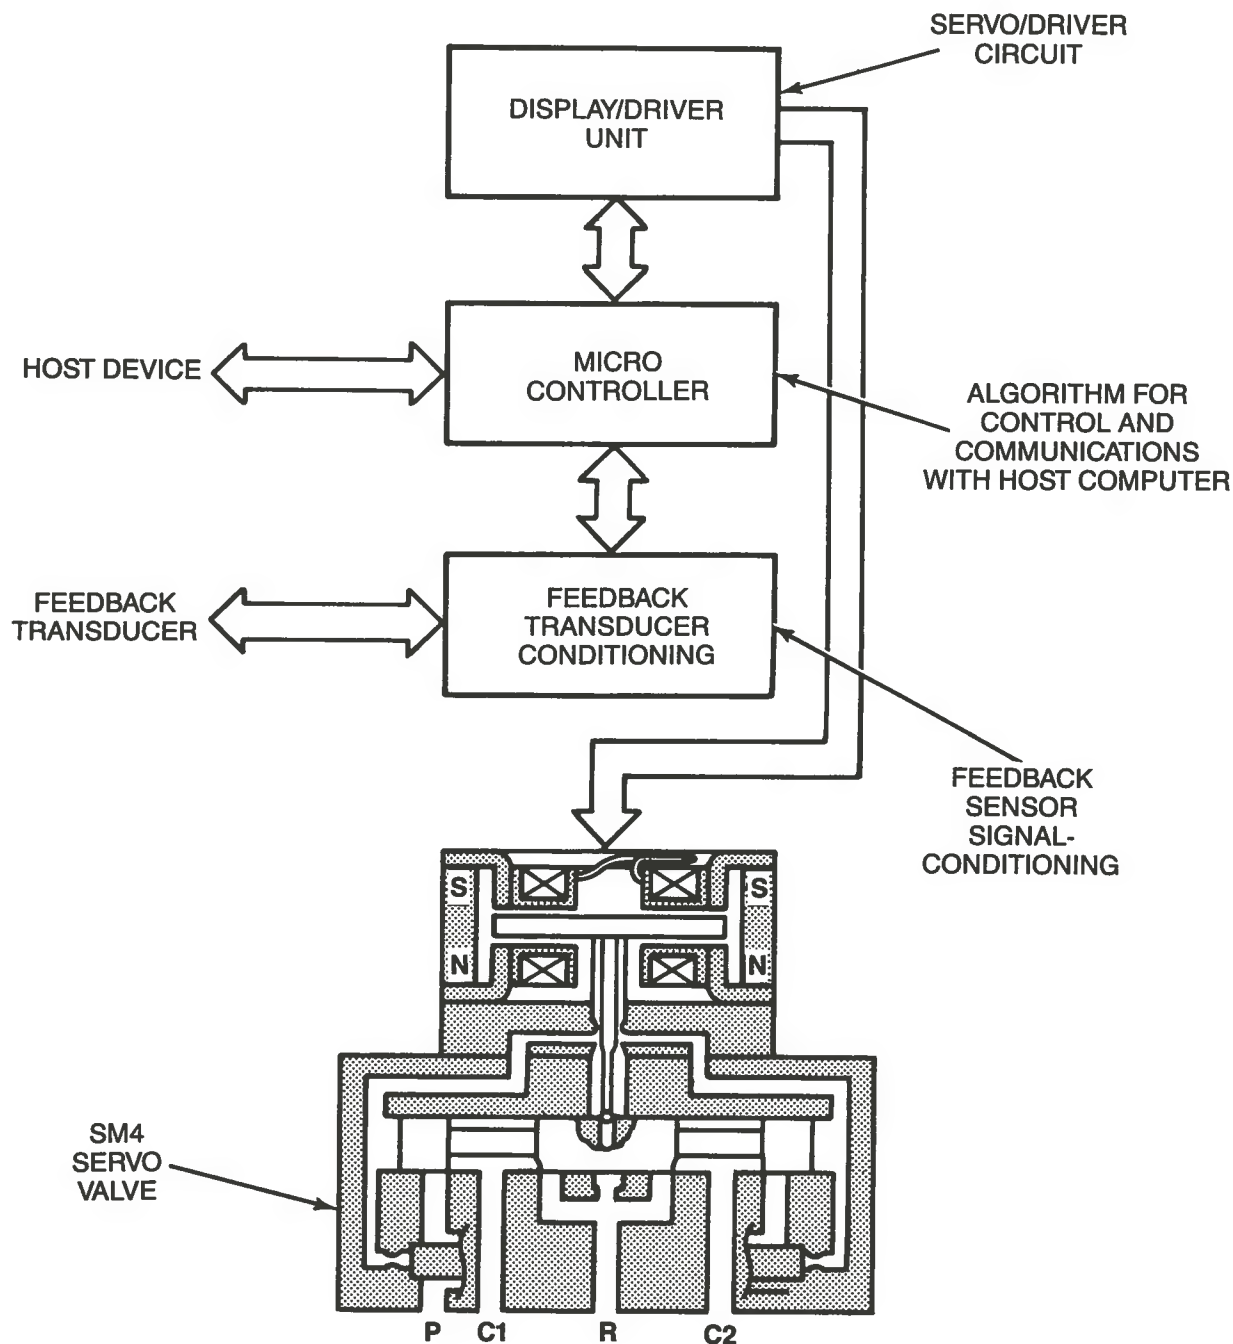 SERVO/DRIVER
CIRCUIT
DISPLAY/DRIVER
UNIT
HOST DEVICE
MICRO
CONTROLLER
ALGORITHM FOR
CONTROL AND
COMMUNICATIONS
WITH HOST COMPUTER
FEEDBACK
TRANSDUCER
FEEDBACK
TRANSDUCER
CONDITIONING
FEEDBACK
SENSOR
SIGNAL-
CONDITIONING
S
S
N
N
SM4
SERVO
VALVE
P C1 R C2